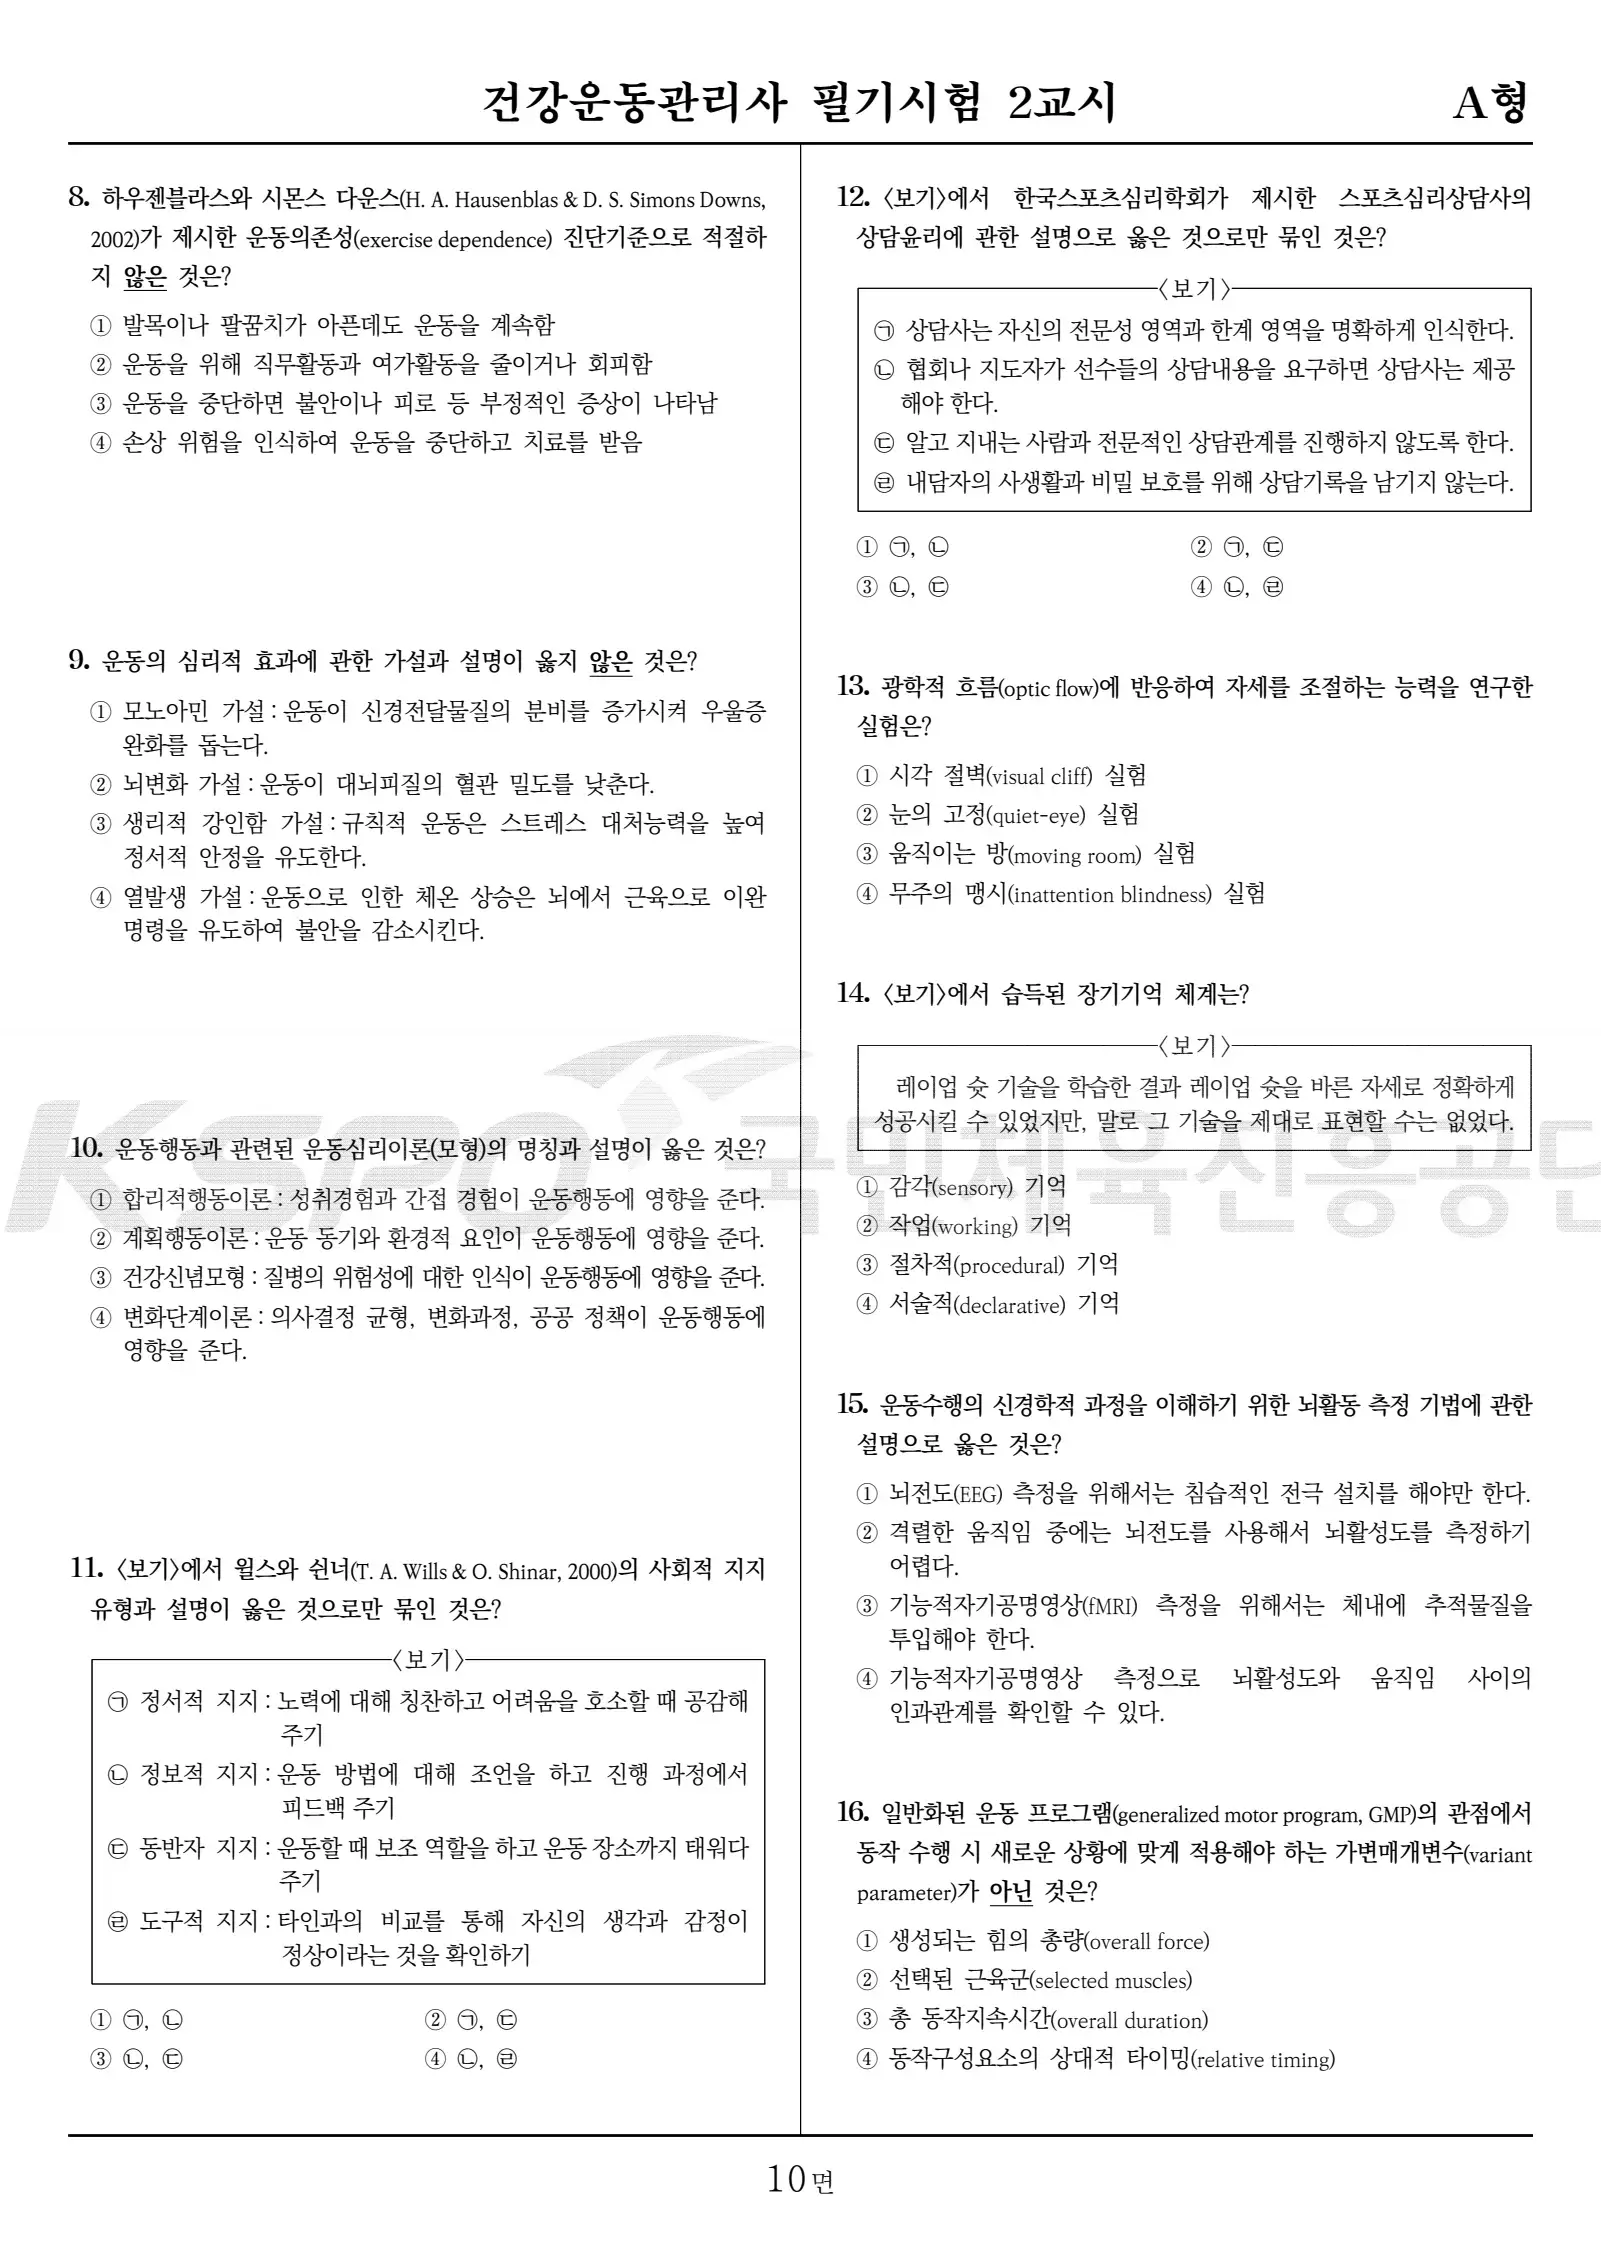 건강운동관리사 필기시험 2교시
A형
8. 하우젠블라스와 시몬스 다운스(H. A. Hausenblas & D. S. Simons Downs,
2002)가 제시한 운동의존성(exercise dependence) 진단기준으로 적절하
지 않은 것은?
① 발목이나 팔꿈치가 아픈데도 운동을 계속함
② 운동을 위해 직무활동과 여가활동을 줄이거나 회피함
③ 운동을 중단하면 불안이나 피로 등 부정적인 증상이 나타남
④ 손상 위험을 인식하여 운동을 중단하고 치료를 받음
9. 운동의 심리적 효과에 관한 가설과 설명이 옳지 않은 것은?
① 모노아민 가설 : 운동이 신경전달물질의 분비를 증가시켜 우울증
완화를 돕는다.
② 뇌변화 가설 : 운동이 대뇌피질의 혈관 밀도를 낮춘다.
③ 생리적 강인함 가설 : 규칙적 운동은 스트레스 대처능력을 높여
정서적 안정을 유도한다.
④ 열발생 가설 : 운동으로 인한 체온 상승은 뇌에서 근육으로 이완
명령을 유도하여 불안을 감소시킨다.
10. 운동행동과 관련된 운동심리이론(모형)의 명칭과 설명이 옳은 것은?
① 합리적행동이론 : 성취경험과 간접 경험이 운동행동에 영향을 준다.
② 계획행동이론 : 운동 동기와 환경적 요인이 운동행동에 영향을 준다.
③ 건강신념모형 : 질병의 위험성에 대한 인식이 운동행동에 영향을 준다.
④ 변화단계이론 : 의사결정 균형, 변화과정, 공공 정책이 운동행동에
영향을 준다.
11. 〈보기〉에서 윌스와 쉰너(T. A. Wills & O. Shinar, 2000)의 사회적 지지
유형과 설명이 옳은 것으로만 묶인 것은?
〈보기〉
㉠ 정서적 지지 : 노력에 대해 칭찬하고 어려움을 호소할 때 공감해
주기
㉡ 정보적 지지 : 운동 방법에 대해 조언을 하고 진행 과정에서
피드백 주기
㉢ 동반자 지지 : 운동할 때 보조 역할을 하고 운동 장소까지 태워다
주기
㉣ 도구적 지지 : 타인과의 비교를 통해 자신의 생각과 감정이
정상이라는 것을 확인하기
① ㉠, ㉡ ② ㉠, ㉢
③ ㉡, ㉢ ④ ㉡, ㉣
12. 〈보기〉에서 한국스포츠심리학회가 제시한 스포츠심리상담사의
상담윤리에 관한 설명으로 옳은 것으로만 묶인 것은?
〈보기〉
㉠ 상담사는 자신의 전문성 영역과 한계 영역을 명확하게 인식한다.
㉡ 협회나 지도자가 선수들의 상담내용을 요구하면 상담사는 제공
해야 한다.
㉢ 알고 지내는 사람과 전문적인 상담관계를 진행하지 않도록 한다.
㉣ 내담자의 사생활과 비밀 보호를 위해 상담기록을 남기지 않는다.
① ㉠, ㉡ ② ㉠, ㉢
③ ㉡, ㉢ ④ ㉡, ㉣
13. 광학적 흐름(optic flow)에 반응하여 자세를 조절하는 능력을 연구한
실험은?
① 시각 절벽(visual cliff) 실험
② 눈의 고정(quiet-eye) 실험
③ 움직이는 방(moving room) 실험
④ 무주의 맹시(inattention blindness) 실험
14. 〈보기〉에서 습득된 장기기억 체계는?
〈보기〉
레이업 슛 기술을 학습한 결과 레이업 슛을 바른 자세로 정확하게
성공시킬 수 있었지만, 말로 그 기술을 제대로 표현할 수는 없었다.
① 감각(sensory) 기억
② 작업(working) 기억
③ 절차적(procedural) 기억
④ 서술적(declarative) 기억
15. 운동수행의 신경학적 과정을 이해하기 위한 뇌활동 측정 기법에 관한
설명으로 옳은 것은?
① 뇌전도(EEG) 측정을 위해서는 침습적인 전극 설치를 해야만 한다.
② 격렬한 움직임 중에는 뇌전도를 사용해서 뇌활성도를 측정하기
어렵다.
③ 기능적자기공명영상(fMRI) 측정을 위해서는 체내에 추적물질을
투입해야 한다.
④ 기능적자기공명영상 측정으로 뇌활성도와 움직임 사이의
인과관계를 확인할 수 있다.
16. 일반화된 운동 프로그램(generalized motor program, GMP)의 관점에서
동작 수행 시 새로운 상황에 맞게 적용해야 하는 가변매개변수(variant
parameter)가 아닌 것은?
① 생성되는 힘의 총량(overall force)
② 선택된 근육군(selected muscles)
③ 총 동작지속시간(overall duration)
④ 동작구성요소의 상대적 타이밍(relative timing)
KSPO 국민체육진흥공단
10면